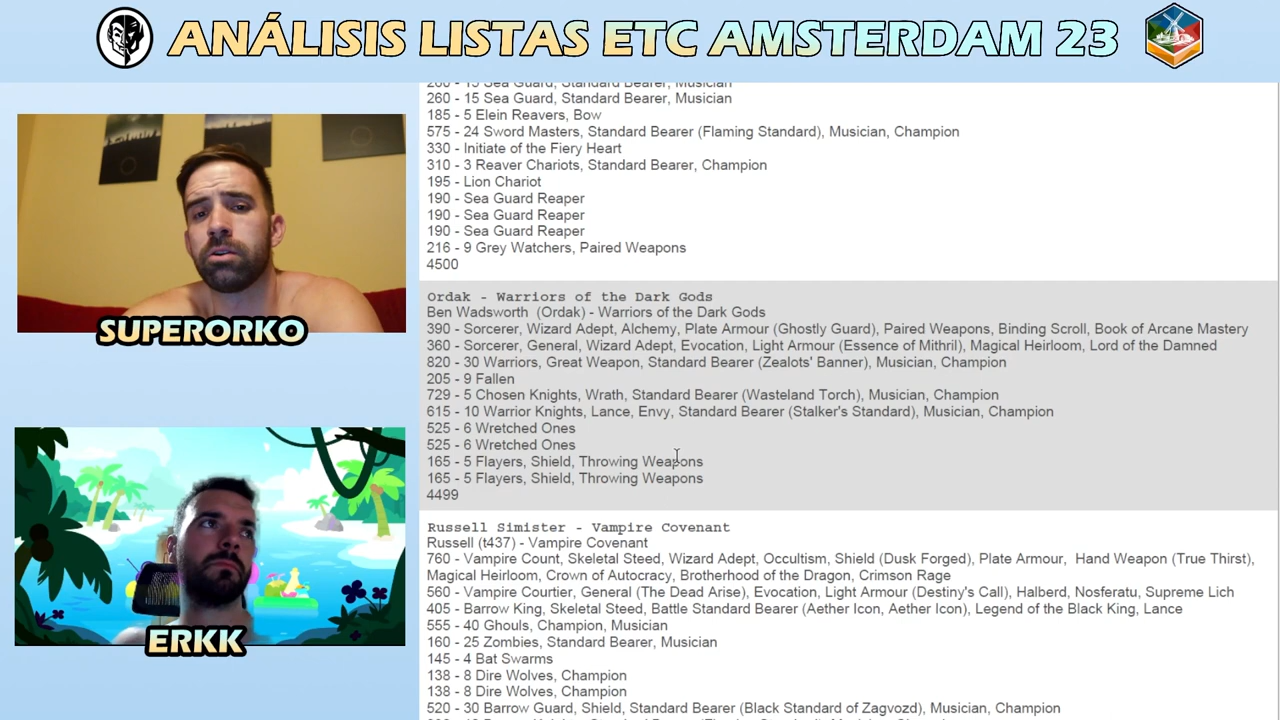 ANÁLISIS LISTAS ETC AMSTERDAM 23
260 - 15 Sea Guard, Standard Bearer, Musician
260 - 15 Sea Guard, Standard Bearer, Musician
185 - 5 Elein Reavers, Bow
575 - 24 Sword Masters, Standard Bearer (Flaming Standard), Musician, Champion
330 - Initiate of the Fiery Heart
310 - 3 Reaver Chariots, Standard Bearer, Champion
195 - Lion Chariot
190 - Sea Guard Reaper
190 - Sea Guard Reaper
190 - Sea Guard Reaper
216 - 9 Grey Watchers, Paired Weapons
4500
Ordak - Warriors of the Dark Gods
Ben Wadsworth (Ordak) - Warriors of the Dark Gods
390 - Sorcerer, Wizard Adept, Alchemy, Plate Armour (Ghostly Guard), Paired Weapons, Binding Scroll, Book of Arcane Mastery
360 - Sorcerer, General, Wizard Adept, Evocation, Light Armour (Essence of Mithril), Magical Heirloom, Lord of the Damned
820 - 30 Warriors, Great Weapon, Standard Bearer (Zealots' Banner), Musician, Champion
205 - 9 Fallen
729 - 5 Chosen Knights, Wrath, Standard Bearer (Wasteland Torch), Musician, Champion
615 - 10 Warrior Knights, Lance, Envy, Standard Bearer (Stalker's Standard), Musician, Champion
525 - 6 Wretched Ones
525 - 6 Wretched Ones
165 - 5 Flayers, Shield, Throwing Weapons
165 - 5 Flayers, Shield, Throwing Weapons
4499
Russell Simister - Vampire Covenant
Russell (t437) - Vampire Covenant
760 - Vampire Count, Skeletal Steed, Wizard Adept, Occultism, Shield (Dusk Forged), Plate Armour, Hand Weapon (True Thirst),
Magical Heirloom, Crown of Autocracy, Brotherhood of the Dragon, Crimson Rage
560 - Vampire Courtier, General (The Dead Arise), Evocation, Light Armour (Destiny's Call), Halberd, Nosferatu, Supreme Lich
405 - Barrow King, Skeletal Steed, Battle Standard Bearer (Aether Icon, Aether Icon), Legend of the Black King, Lance
555 - 40 Ghouls, Champion, Musician
160 - 25 Zombies, Standard Bearer, Musician
145 - 4 Bat Swarms
138 - 8 Dire Wolves, Champion
138 - 8 Dire Wolves, Champion
520 - 30 Barrow Guard, Shield, Standard Bearer (Black Standard of Zagvozd), Musician, Champion
SUPERORKO
ERKK